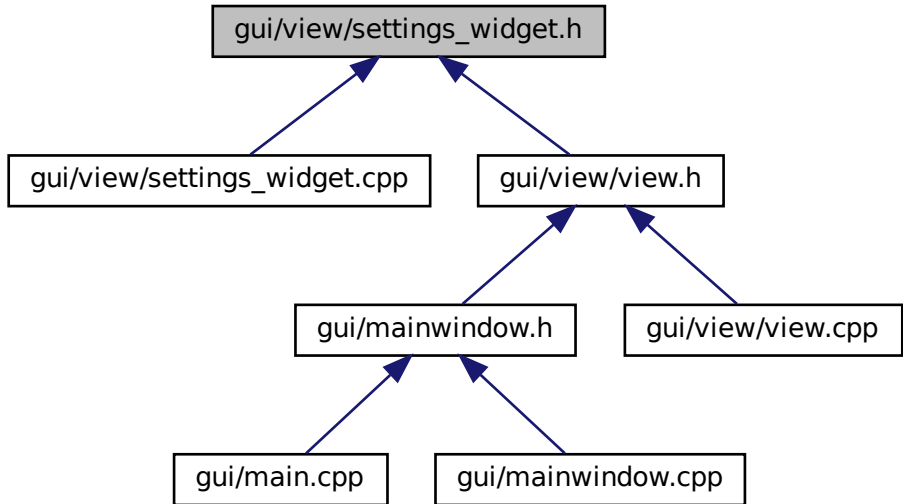 gui/view/settings_widget.h
gui/view/settings_widget.cpp
gui/view/view.h
gui/mainwindow.h
gui/view/view.cpp
gui/main.cpp
gui/mainwindow.cpp